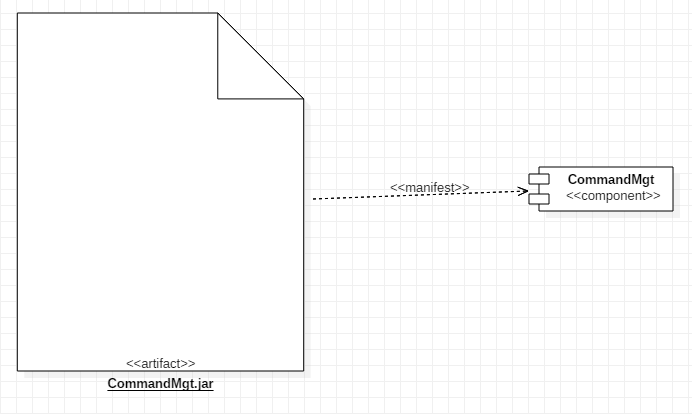 <<manifest>>
CommandMgt
<<component>>
<<artifact>>
CommandMgt.jar